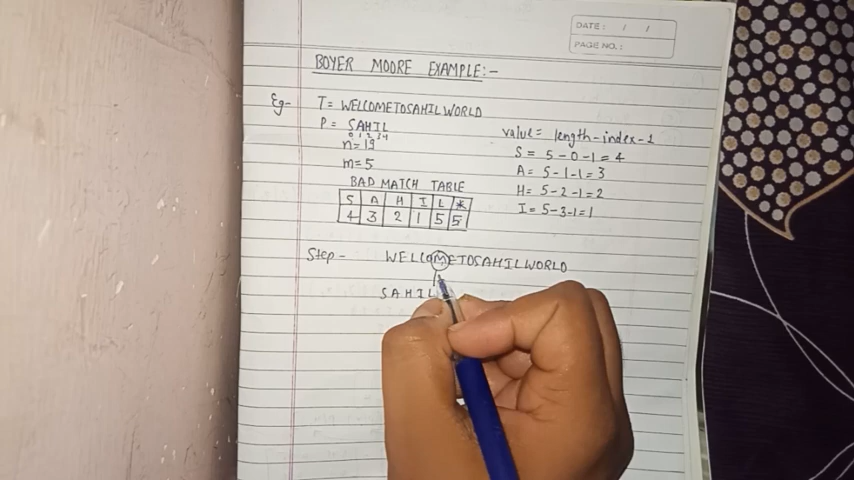 DATE: / /
PAGE NO.:
BOYER MOORE EXAMPLE:-
Eg- T= WELCOMETOSAHILWORLD
P= SAHIL
0 1 2 3 4
n=19
m=5
value= length-index-1
S= 5-0-1=4
A= 5-1-1=3
H= 5-2-1=2
I= 5-3-1=1
BAD MATCH TABLE
S A H I L *
4 3 2 1 5 5
Step- WELCOMETOSAHILWORLD
SAHIL